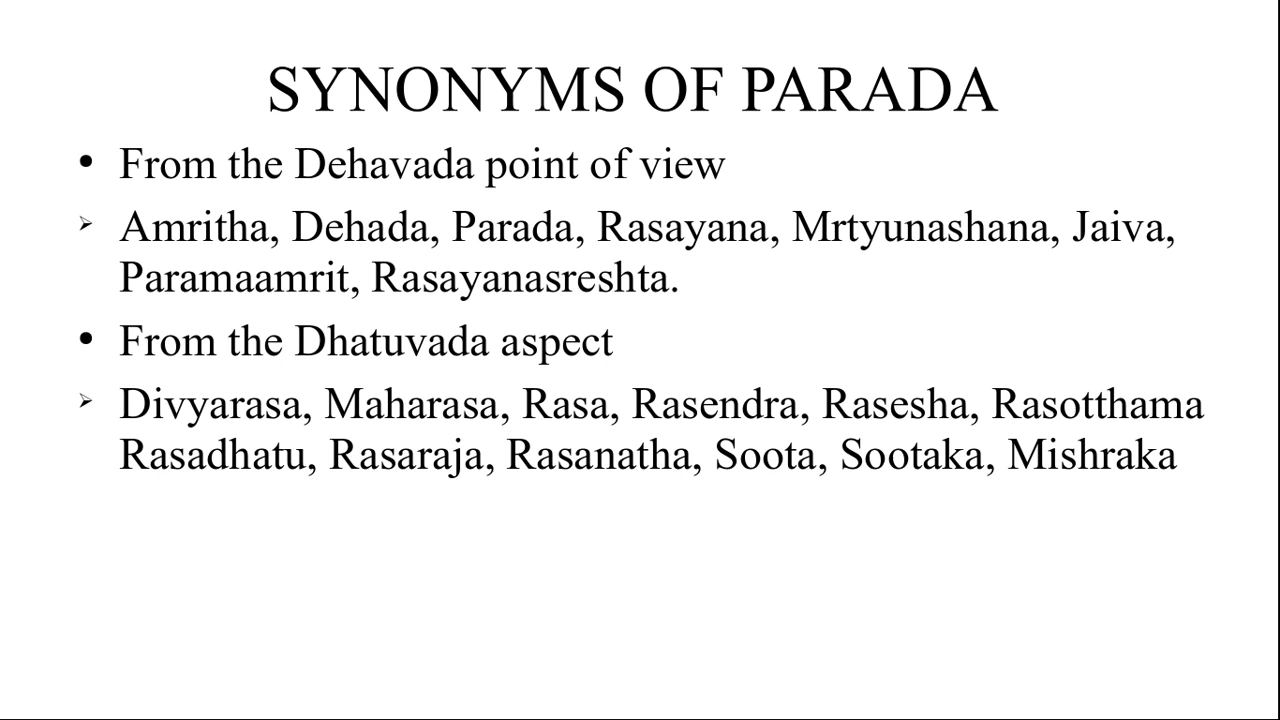 SYNONYMS OF PARADA
• From the Dehavada point of view
➢ Amritha, Dehada, Parada, Rasayana, Mrtyunashana, Jaiva,
Paramaamrit, Rasayanasreshta.
• From the Dhatuvada aspect
➢ Divyarasa, Maharasa, Rasa, Rasendra, Rasesha, Rasotthama
Rasadhatu, Rasaraja, Rasanatha, Soota, Sootaka, Mishraka